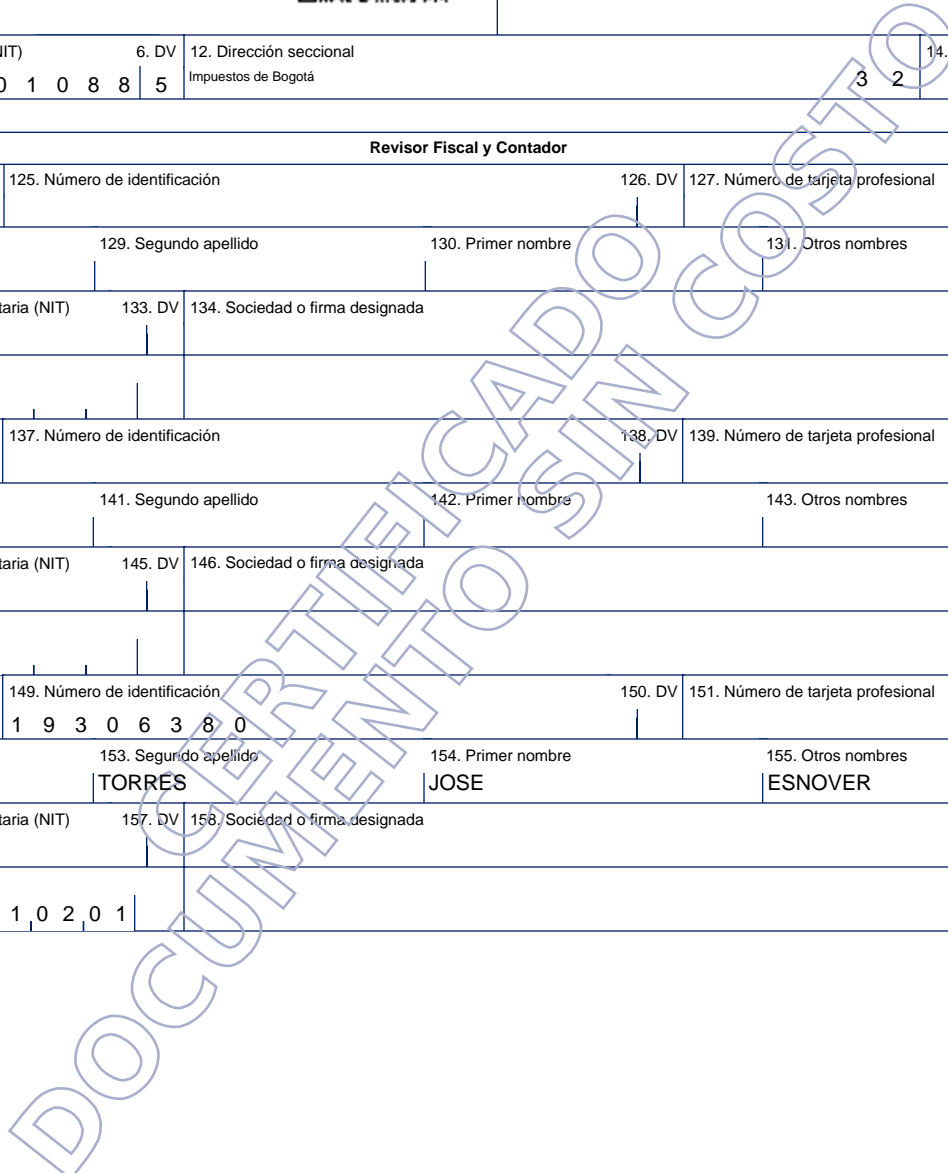 6. DV 12. Dirección seccional 14.
1 0 8 8 5 Impuestos de Bogotá 3 2
Revisor Fiscal y Contador
125. Número de identificación 126. DV 127. Número de tarjeta profesional
129. Segundo apellido 130. Primer nombre 131. Otros nombres
(NIT) 133. DV 134. Sociedad o firma designada
137. Número de identificación 138. DV 139. Número de tarjeta profesional
141. Segundo apellido 142. Primer nombre 143. Otros nombres
(NIT) 145. DV 146. Sociedad o firma designada
149. Número de identificación 150. DV 151. Número de tarjeta profesional
1 9 3 0 6 3 8 0
153. Segundo apellido 154. Primer nombre 155. Otros nombres
TORRES JOSE ESNOVER
(NIT) 157. DV 158. Sociedad o firma designada
1 0 2 0 1
CERTIFICADO
DOCUMENTO SIN COSTO